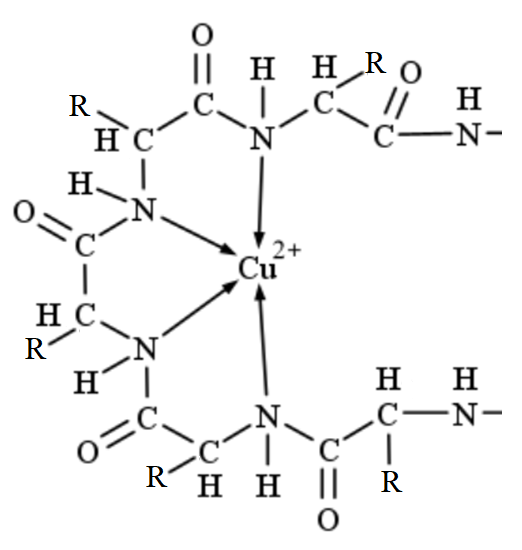 O
H
H R O
R C C H
H C N C N
H N
O C Cu2+
H C
R N
H H H
C N C N
O C C
R H H R
O